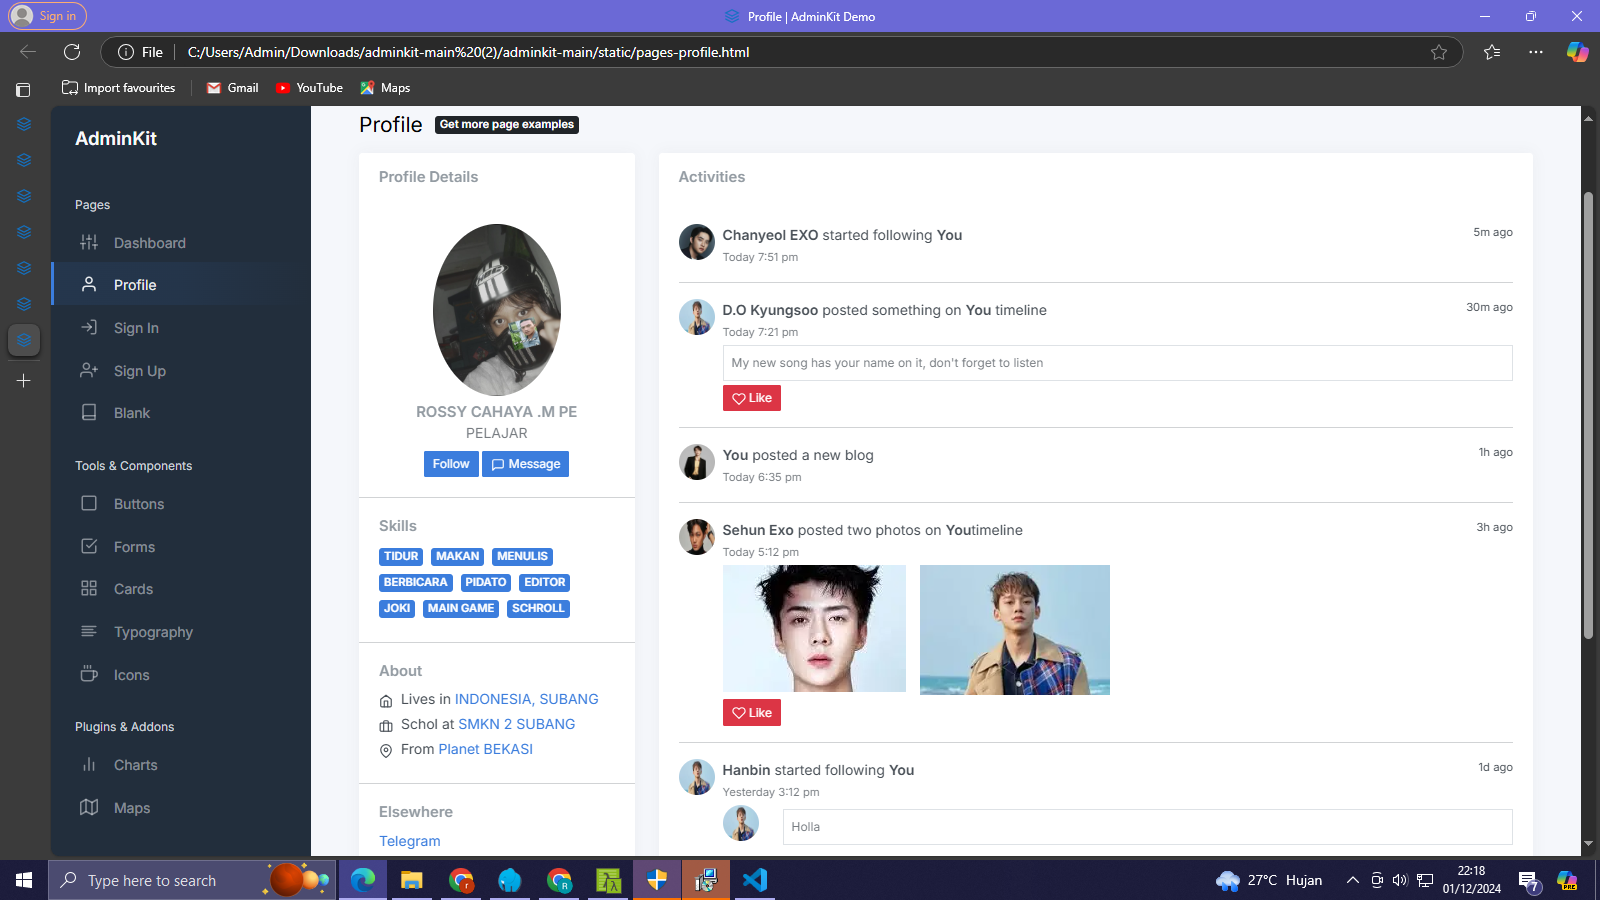 Sign in
Profile | AdminKit Demo
File
C:/Users/Admin/Downloads/adminkit-main%20(2)/adminkit-main/static/pages-profile.html
Import favourites
Gmail
YouTube
Maps
AdminKit
Pages
Dashboard
Profile
Sign In
Sign Up
Blank
Tools & Components
Buttons
Forms
Cards
Typography
Icons
Plugins & Addons
Charts
Maps
Profile
Get more page examples
Profile Details
ROSSY CAHAYA .M PE
PELAJAR
Follow
Message
Skills
TIDUR MAKAN MENULIS
BERBICARA PIDATO EDITOR
JOKI MAIN GAME SCHROLL
About
Lives in INDONESIA, SUBANG
Schol at SMKN 2 SUBANG
From Planet BEKASI
Elsewhere
Telegram
Activities
Chanyeol EXO started following You
5m ago
Today 7:51 pm
D.O Kyungsoo posted something on You timeline
30m ago
Today 7:21 pm
My new song has your name on it, don't forget to listen
Like
You posted a new blog
1h ago
Today 6:35 pm
Sehun Exo posted two photos on Youtimeline
3h ago
Today 5:12 pm
Like
Hanbin started following You
1d ago
Yesterday 3:12 pm
Holla
Type here to search
27°C Hujan
22:18
01/12/2024
7
PRE